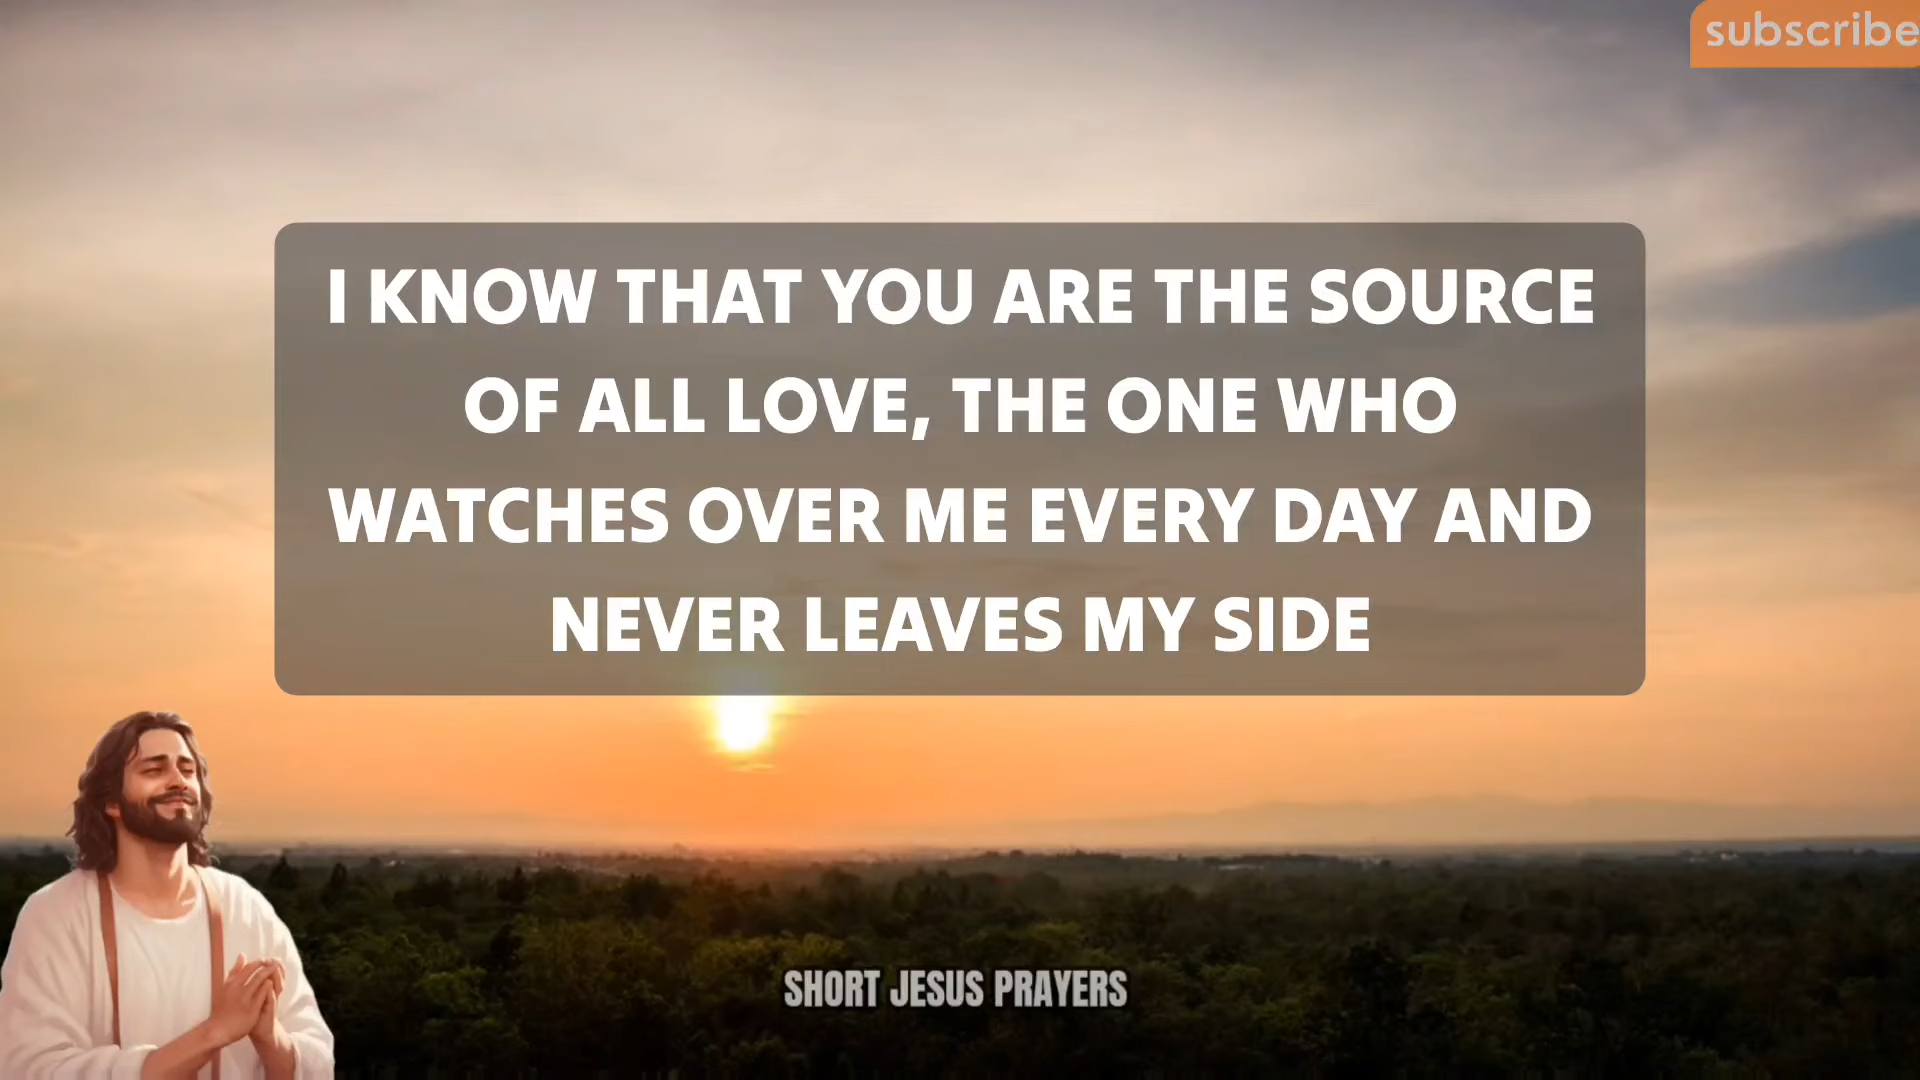 subscribe
I KNOW THAT YOU ARE THE SOURCE
OF ALL LOVE, THE ONE WHO
WATCHES OVER ME EVERY DAY AND
NEVER LEAVES MY SIDE
SHORT JESUS PRAYERS